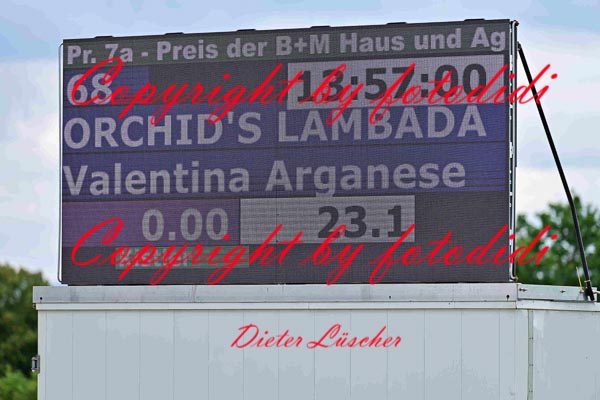 Pr. 7a - Preis der B+M Haus und Ag
68
13:57:00
Copyright by fotodidi
ORCHID'S LAMBADA
Valentina Arganese
0.00 23.1
Copyright by fotodidi
Dieter Lüscher